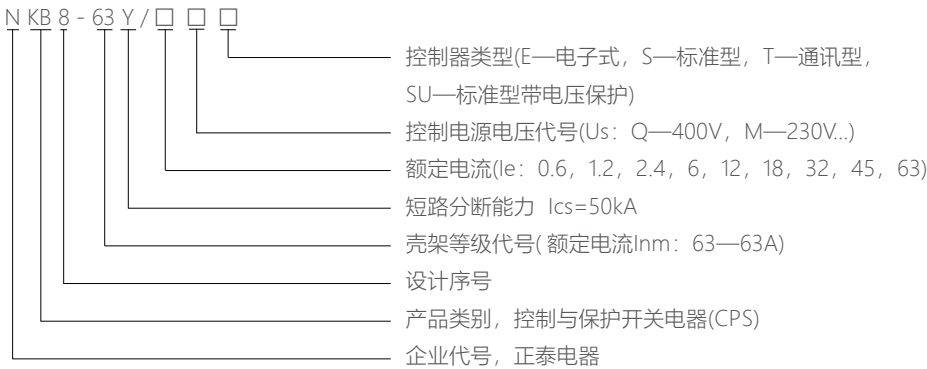 N KB 8 - 63 Y / □ □ □
控制器类型(E—电子式，S—标准型，T—通讯型，
SU—标准型带电压保护)
控制电源电压代号(Us：Q—400V，M—230V...)
额定电流(Ie：0.6，1.2，2.4，6，12，18，32，45，63)
短路分断能力 Ics=50kA
壳架等级代号( 额定电流Inm：63—63A)
设计序号
产品类别，控制与保护开关电器(CPS)
企业代号，正泰电器